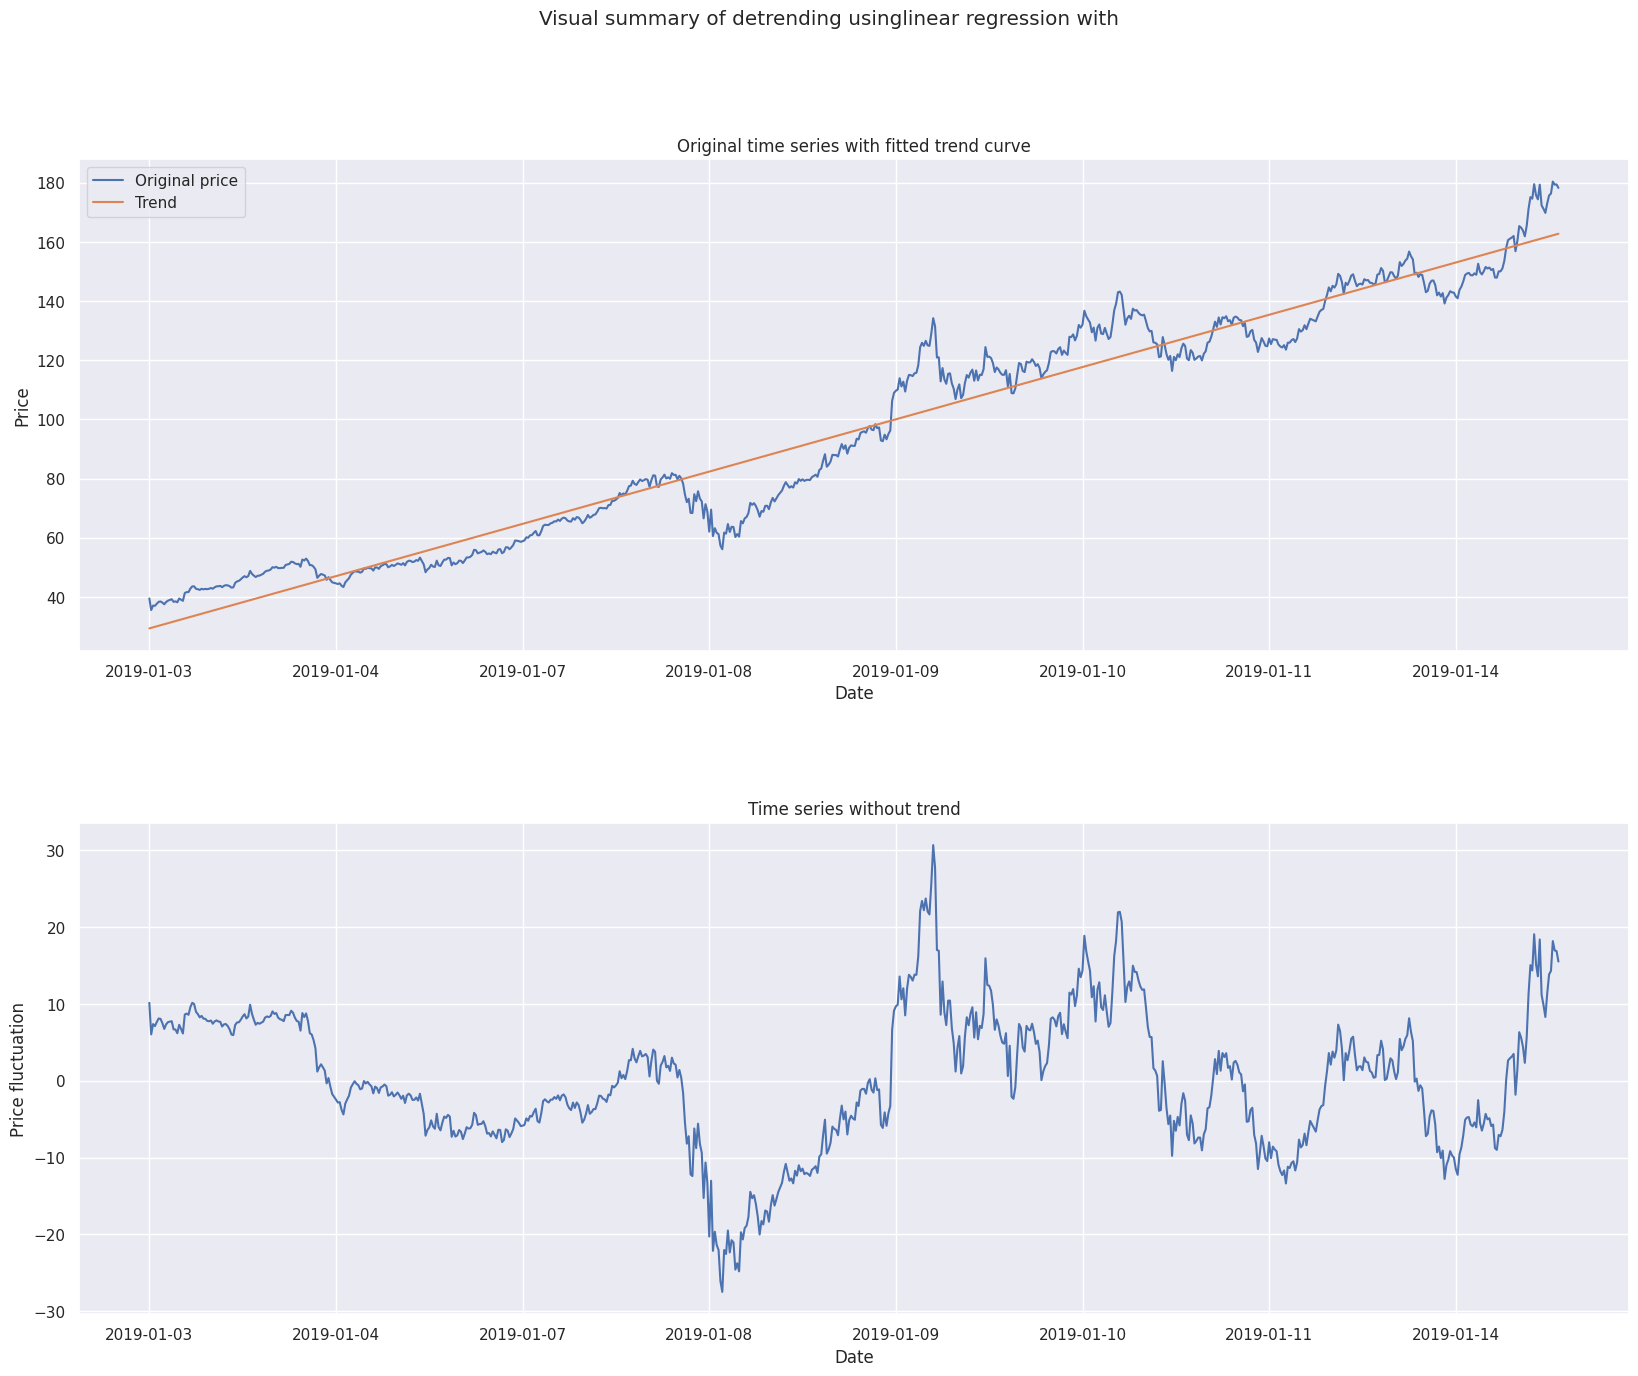 Visual summary of detrending usinglinear regression with
Original time series with fitted trend curve
Original price
Trend
180
160
140
120
100
80
60
40
Price
2019-01-03 2019-01-04 2019-01-07 2019-01-08 2019-01-09 2019-01-10 2019-01-11 2019-01-14
Date
Time series without trend
30
20
10
0
−10
−20
−30
Price fluctuation
2019-01-03 2019-01-04 2019-01-07 2019-01-08 2019-01-09 2019-01-10 2019-01-11 2019-01-14
Date